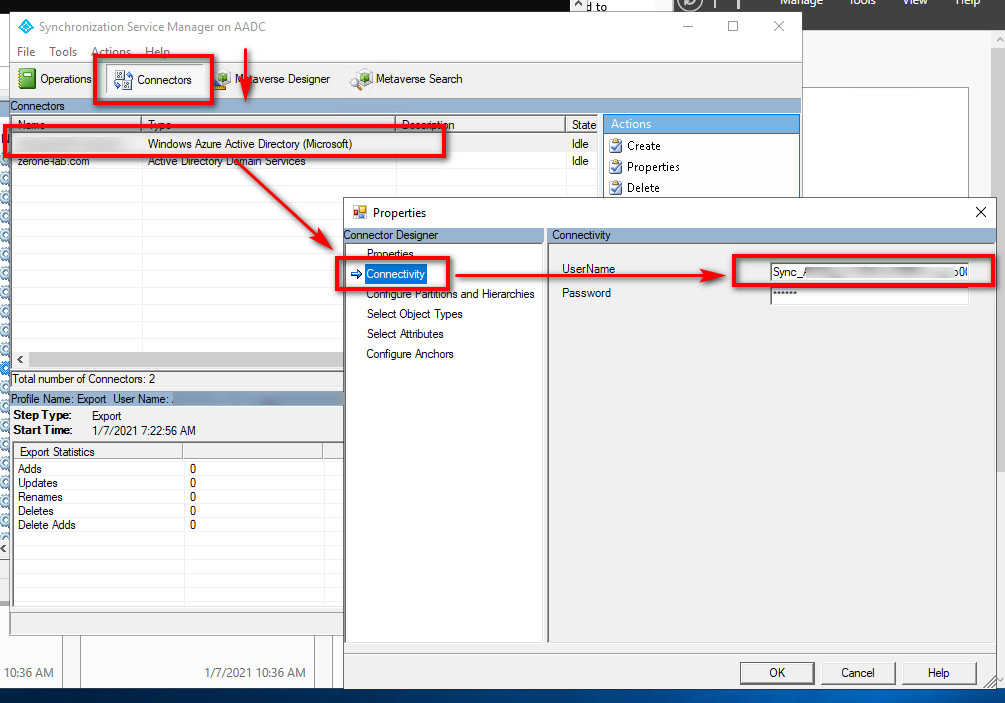 d to
Manage Tools View Help
Synchronization Service Manager on AADC
File Tools Actions Help
Operations Connectors Metaverse Designer Metaverse Search
Connectors
Name Type Description State
Windows Azure Active Directory (Microsoft) Idle
zerone-lab.com Active Directory Domain Services Idle
Actions
Create
Properties
Delete
Properties
Connector Designer
Properties
Connectivity
Configure Partitions and Hierarchies
Select Object Types
Select Attributes
Configure Anchors
Connectivity
UserName Sync_
Password ******
Total number of Connectors: 2
Profile Name: Export User Name:
Step Type: Export
Start Time: 1/7/2021 7:22:56 AM
Export Statistics
Adds 0
Updates 0
Renames 0
Deletes 0
Delete Adds 0
OK Cancel Help
10:36 AM 1/7/2021 10:36 AM